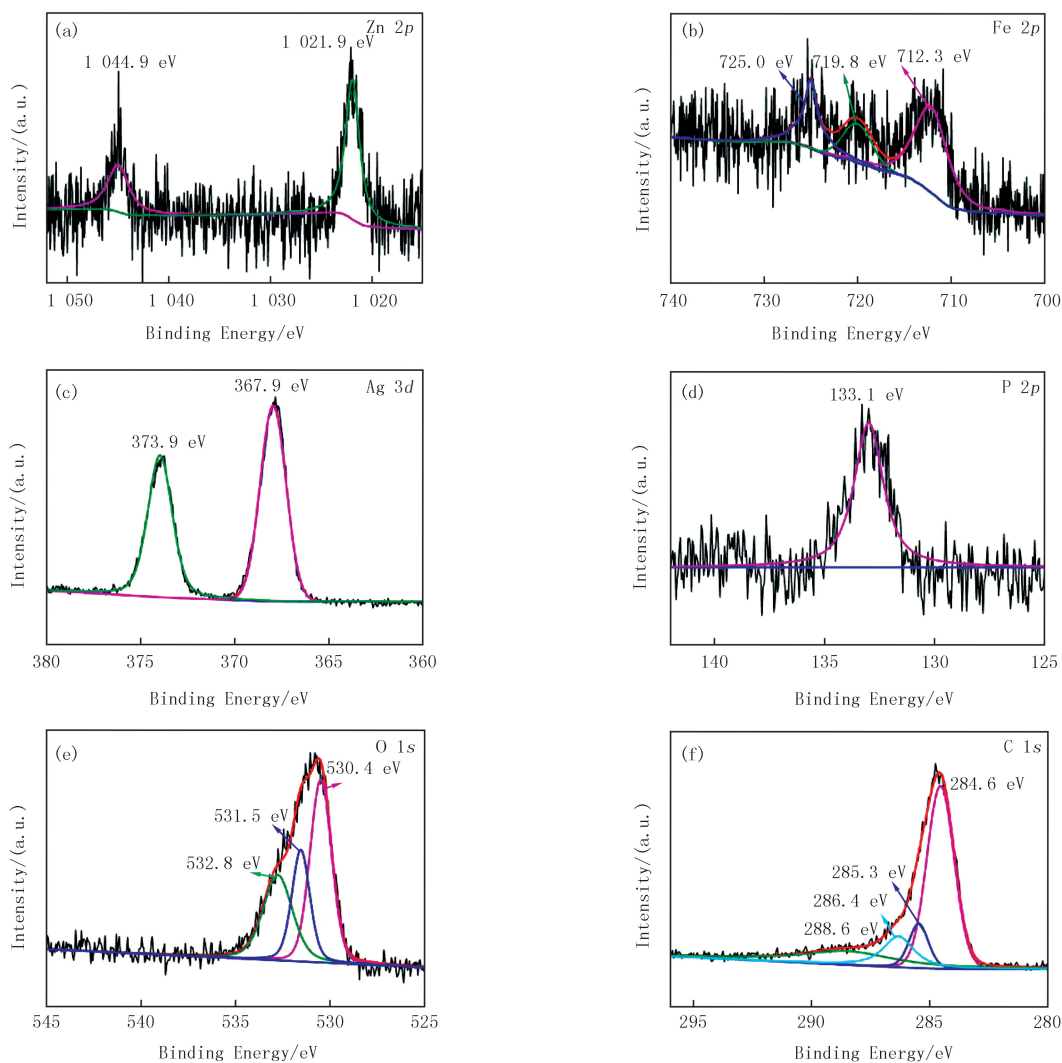 (a)
Zn 2p
1 044.9 eV
1 021.9 eV
Intensity/(a.u.)
1 050
1 040
1 030
1 020
Binding Energy/eV
(b)
Fe 2p
725.0 eV
719.8 eV
712.3 eV
Intensity/(a.u.)
740
730
720
710
700
Binding Energy/eV
(c)
Ag 3d
367.9 eV
373.9 eV
Intensity/(a.u.)
380
375
370
365
360
Binding Energy/eV
(d)
P 2p
133.1 eV
Intensity/(a.u.)
140
135
130
125
Binding Energy/eV
(e)
O 1s
530.4 eV
531.5 eV
532.8 eV
Intensity/(a.u.)
545
540
535
530
525
Binding Energy/eV
(f)
C 1s
284.6 eV
285.3 eV
286.4 eV
288.6 eV
Intensity/(a.u.)
295
290
285
280
Binding Energy/eV